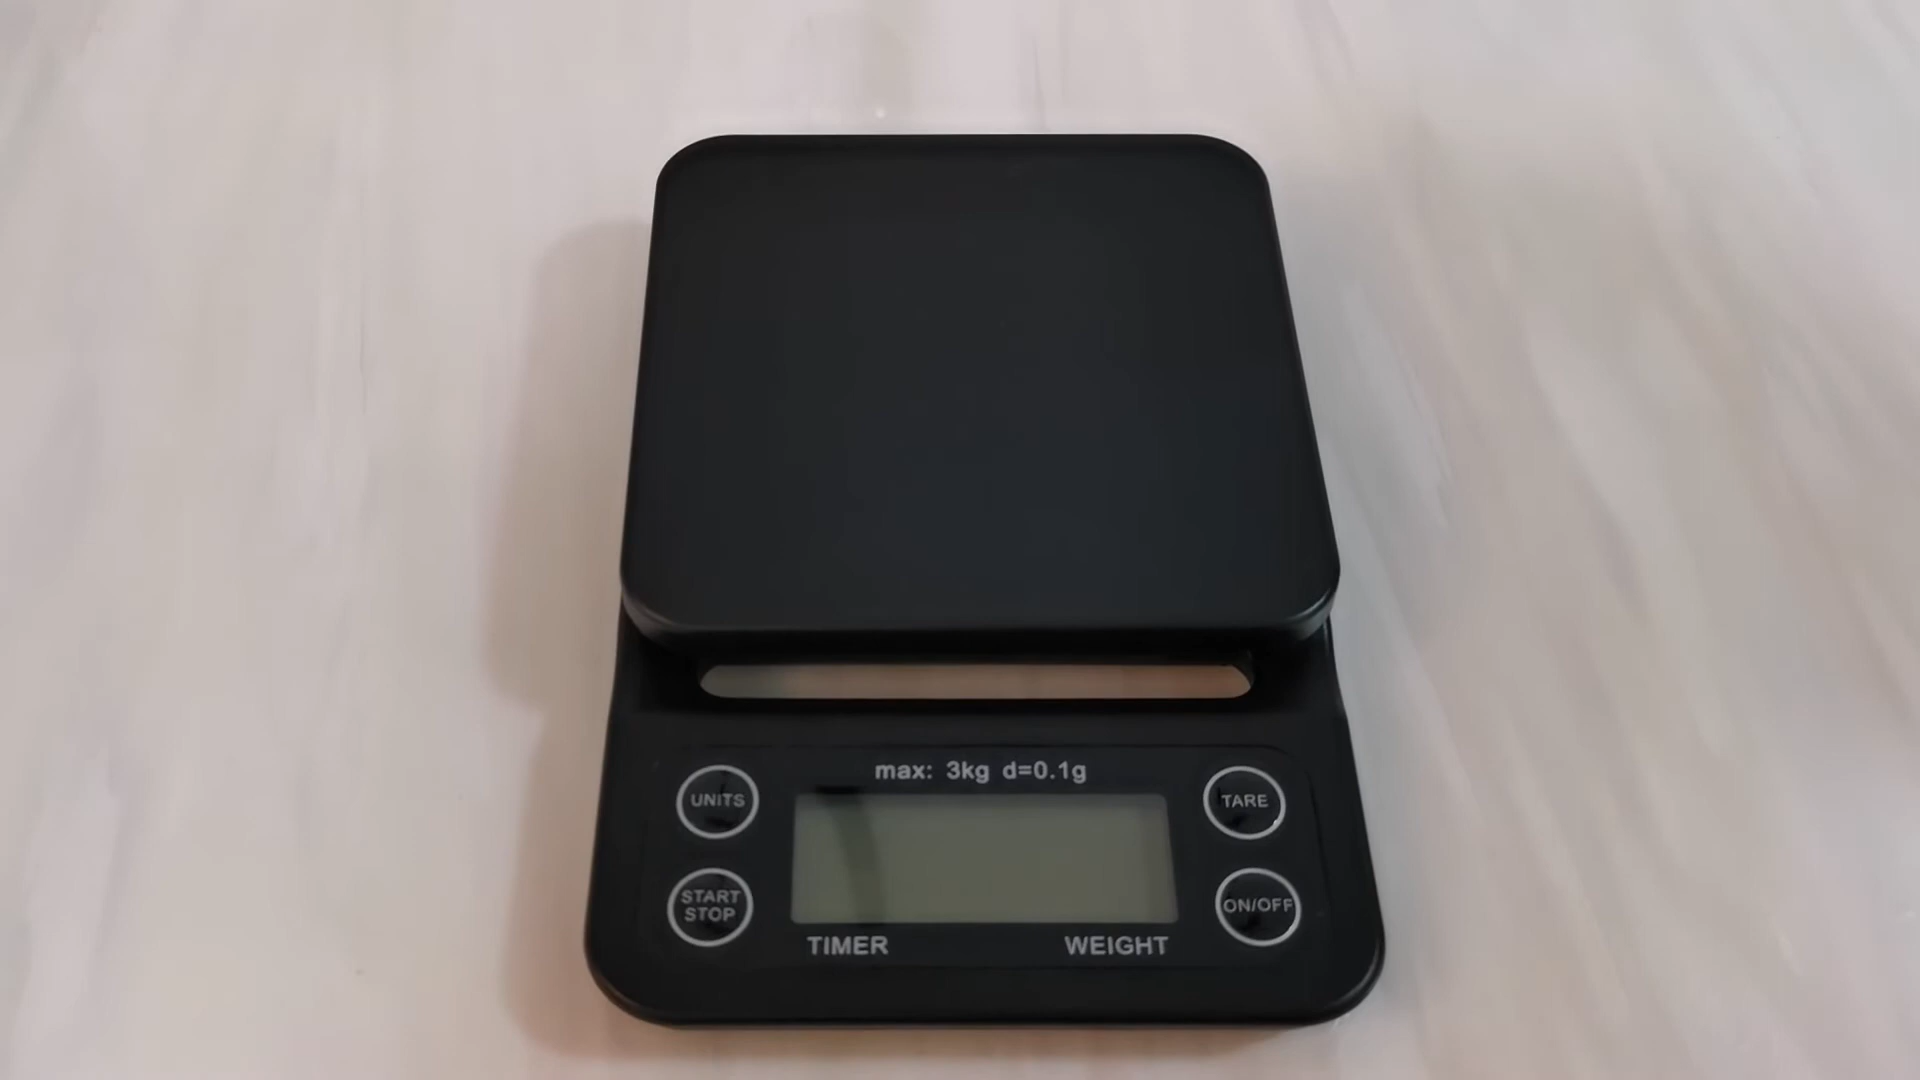 max: 3kg d=0.1g
UNITS
TARE
START
STOP
ON/OFF
TIMER
WEIGHT